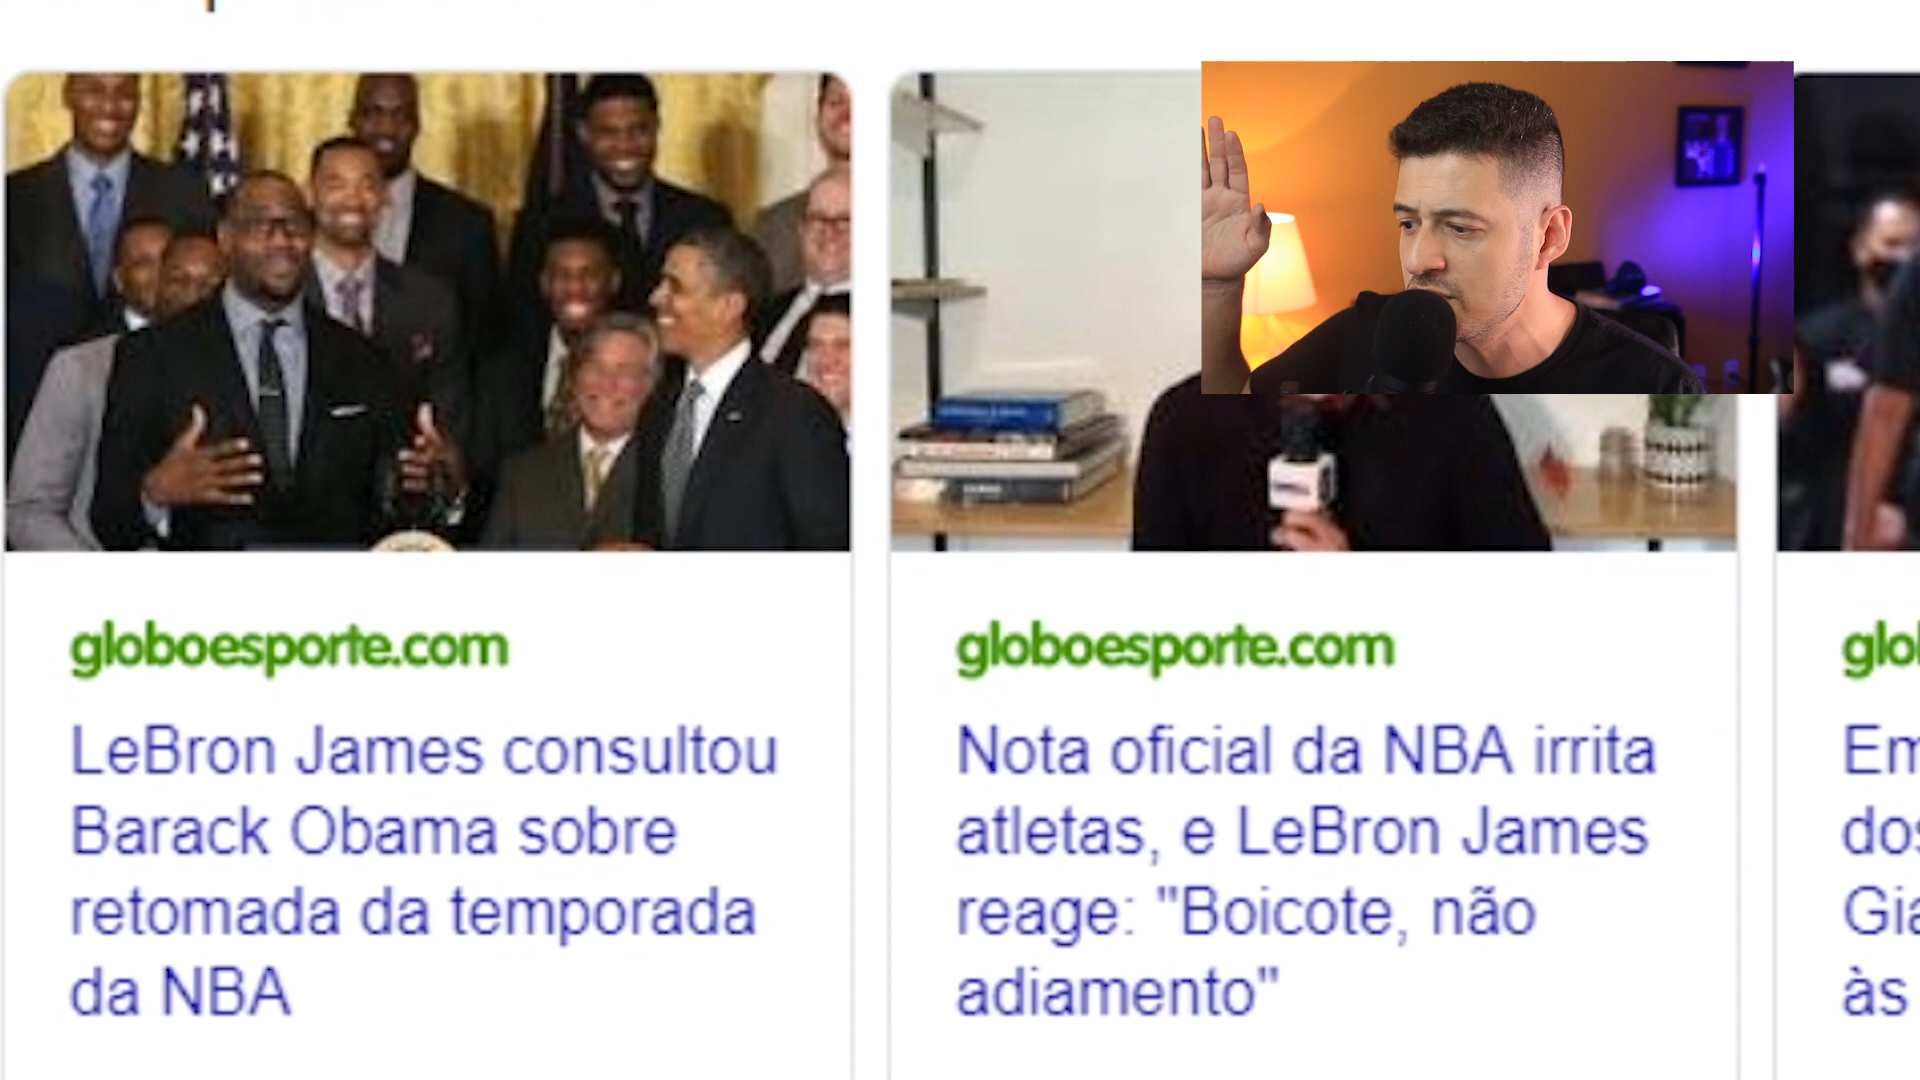 globoesporte.com
LeBron James consultou
Barack Obama sobre
retomada da temporada
da NBA
globoesporte.com
Nota oficial da NBA irrita
atletas, e LeBron James
reage: "Boicote, não
adiamento"
às